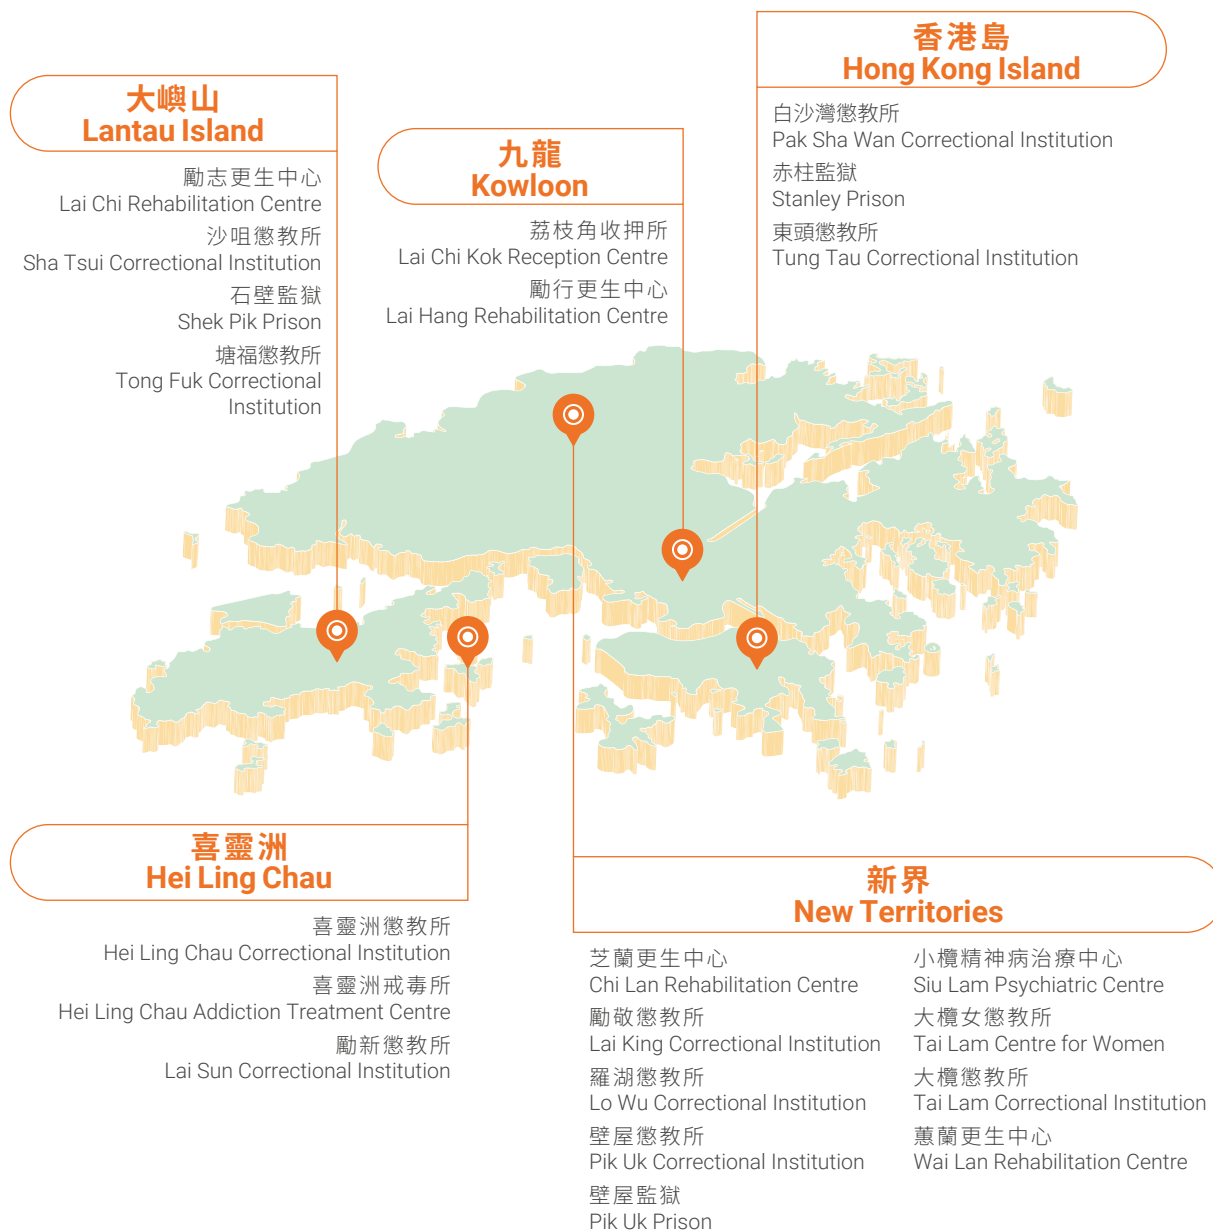 香港島
Hong Kong Island
白沙灣懲教所
Pak Sha Wan Correctional Institution
赤柱監獄
Stanley Prison
東頭懲教所
Tung Tau Correctional Institution
大嶼山
Lantau Island
勵志更生中心
Lai Chi Rehabilitation Centre
沙咀懲教所
Sha Tsui Correctional Institution
石壁監獄
Shek Pik Prison
塘福懲教所
Tong Fuk Correctional
Institution
九龍
Kowloon
荔枝角收押所
Lai Chi Kok Reception Centre
勵行更生中心
Lai Hang Rehabilitation Centre
喜靈洲
Hei Ling Chau
喜靈洲懲教所
Hei Ling Chau Correctional Institution
喜靈洲戒毒所
Hei Ling Chau Addiction Treatment Centre
勵新懲教所
Lai Sun Correctional Institution
新界
New Territories
芝蘭更生中心
Chi Lan Rehabilitation Centre
勵敬懲教所
Lai King Correctional Institution
羅湖懲教所
Lo Wu Correctional Institution
壁屋懲教所
Pik Uk Correctional Institution
壁屋監獄
Pik Uk Prison
小欖精神病治療中心
Siu Lam Psychiatric Centre
大欖女懲教所
Tai Lam Centre for Women
大欖懲教所
Tai Lam Correctional Institution
蕙蘭更生中心
Wai Lan Rehabilitation Centre